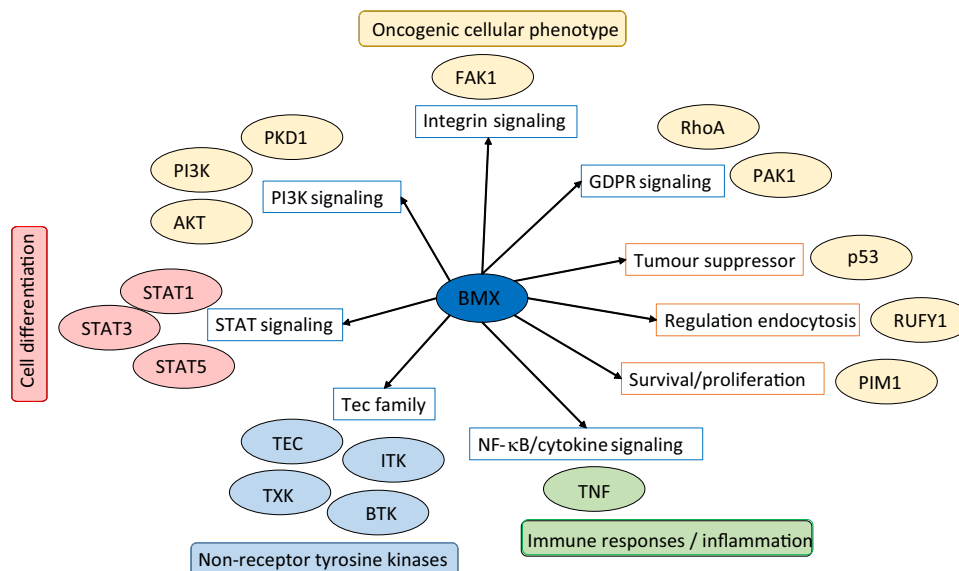 Oncogenic cellular phenotype
FAK1
Integrin signaling
RhoA
PKD1
PAK1
GDPR signaling
PI3K
PI3K signaling
AKT
Cell differentiation
Tumour suppressor
p53
STAT1
BMX
STAT3
STAT signaling
Regulation endocytosis
RUFY1
STAT5
Survival/proliferation
PIM1
Tec family
TEC
NF-κB/cytokine signaling
ITK
TXK
TNF
BTK
Immune responses / inflammation
Non-receptor tyrosine kinases